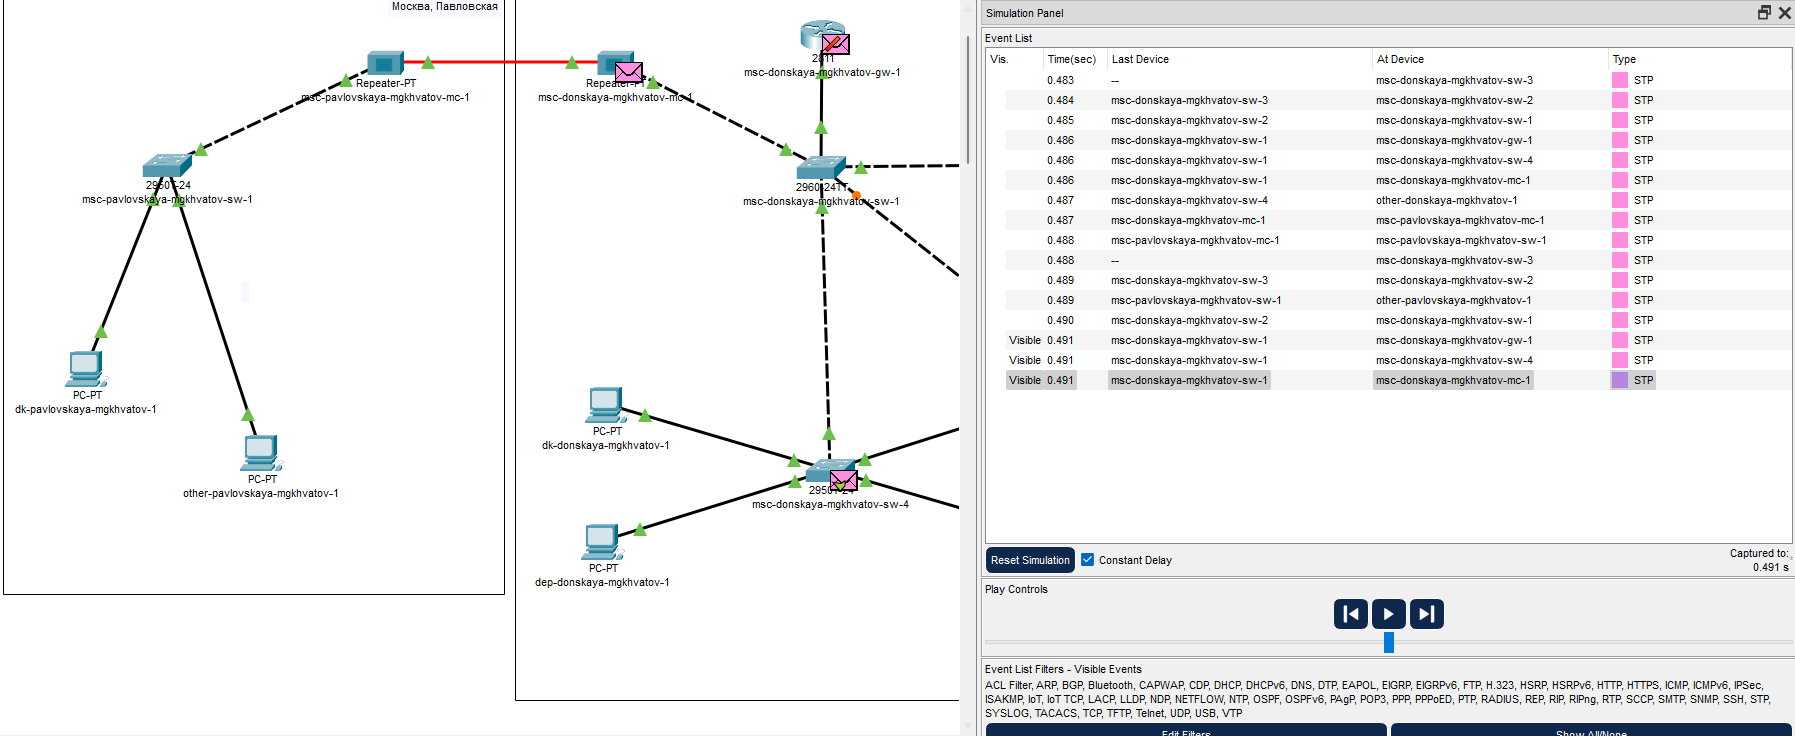 Москва, Павловская
Repeater-PT
msc-pavlovskaya-mgkhvatov-mc-1
Repeater-PT
msc-donskaya-mgkhvatov-mc-1
2811
msc-donskaya-mgkhvatov-gw-1
2950T-24
msc-pavlovskaya-mgkhvatov-sw-1
2960-24TT
msc-donskaya-mgkhvatov-sw-1
PC-PT
dk-pavlovskaya-mgkhvatov-1
PC-PT
other-pavlovskaya-mgkhvatov-1
PC-PT
dk-donskaya-mgkhvatov-1
2950T-24
msc-donskaya-mgkhvatov-sw-4
PC-PT
dep-donskaya-mgkhvatov-1
Simulation Panel
Event List
Vis. Time(sec) Last Device At Device Type
0.483 -- msc-donskaya-mgkhvatov-sw-3 STP
0.484 msc-donskaya-mgkhvatov-sw-3 msc-donskaya-mgkhvatov-sw-2 STP
0.485 msc-donskaya-mgkhvatov-sw-2 msc-donskaya-mgkhvatov-sw-1 STP
0.486 msc-donskaya-mgkhvatov-sw-1 msc-donskaya-mgkhvatov-gw-1 STP
0.486 msc-donskaya-mgkhvatov-sw-1 msc-donskaya-mgkhvatov-sw-4 STP
0.486 msc-donskaya-mgkhvatov-sw-1 msc-donskaya-mgkhvatov-mc-1 STP
0.487 msc-donskaya-mgkhvatov-sw-4 other-donskaya-mgkhvatov-1 STP
0.487 msc-donskaya-mgkhvatov-mc-1 msc-pavlovskaya-mgkhvatov-mc-1 STP
0.488 msc-pavlovskaya-mgkhvatov-mc-1 msc-pavlovskaya-mgkhvatov-sw-1 STP
0.488 -- msc-donskaya-mgkhvatov-sw-3 STP
0.489 msc-donskaya-mgkhvatov-sw-3 msc-donskaya-mgkhvatov-sw-2 STP
0.489 msc-pavlovskaya-mgkhvatov-sw-1 other-pavlovskaya-mgkhvatov-1 STP
0.490 msc-donskaya-mgkhvatov-sw-2 msc-donskaya-mgkhvatov-sw-1 STP
Visible 0.491 msc-donskaya-mgkhvatov-sw-1 msc-donskaya-mgkhvatov-gw-1 STP
Visible 0.491 msc-donskaya-mgkhvatov-sw-1 msc-donskaya-mgkhvatov-sw-4 STP
Visible 0.491 msc-donskaya-mgkhvatov-sw-1 msc-donskaya-mgkhvatov-mc-1 STP
Reset Simulation Constant Delay Captured to:
0.491 s
Play Controls
Event List Filters - Visible Events
ACL Filter, ARP, BGP, Bluetooth, CAPWAP, CDP, DHCP, DHCPv6, DNS, DTP, EAPOL, EIGRP, EIGRPv6, FTP, H.323, HSRP, HSRPv6, HTTP, HTTPS, ICMP, ICMPv6, IPSec,
ISAKMP, IoT, IoT TCP, LACP, LLDP, NDP, NETFLOW, NTP, OSPF, OSPFv6, PAgP, POP3, PPP, PPPoED, PTP, RADIUS, REP, RIP, RIPng, RTP, SCCP, SMTP, SNMP, SSH, STP,
SYSLOG, TACACS, TCP, TFTP, Telnet, UDP, USB, VTP
Edit Filters Show All/None